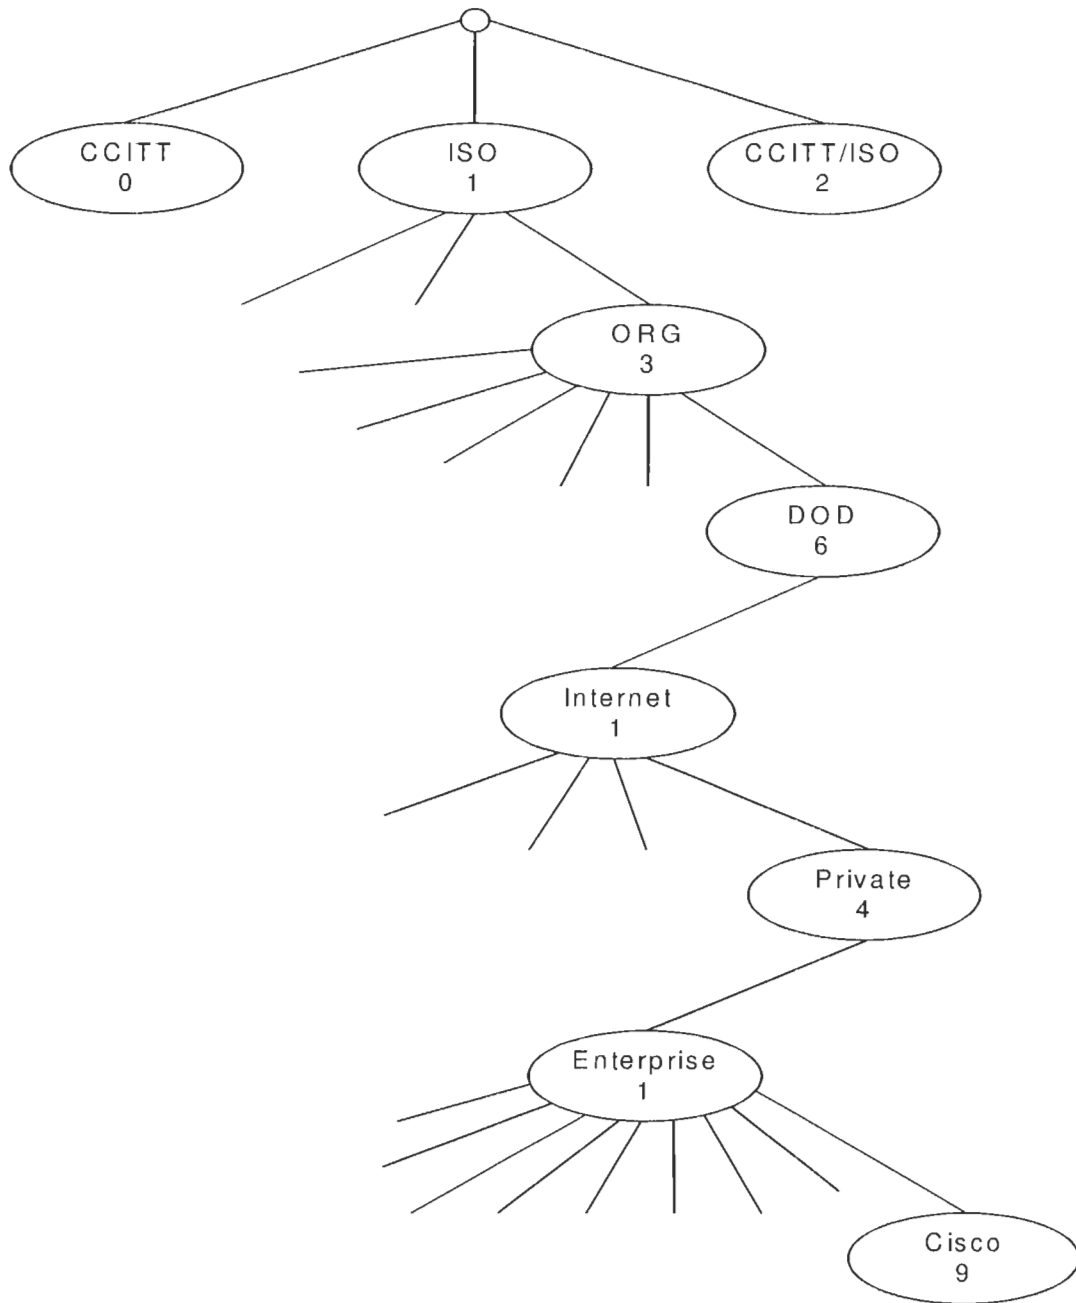 CCITT
0
ISO
1
CCITT/ISO
2
ORG
3
DOD
6
Internet
1
Private
4
Enterprise
1
Cisco
9